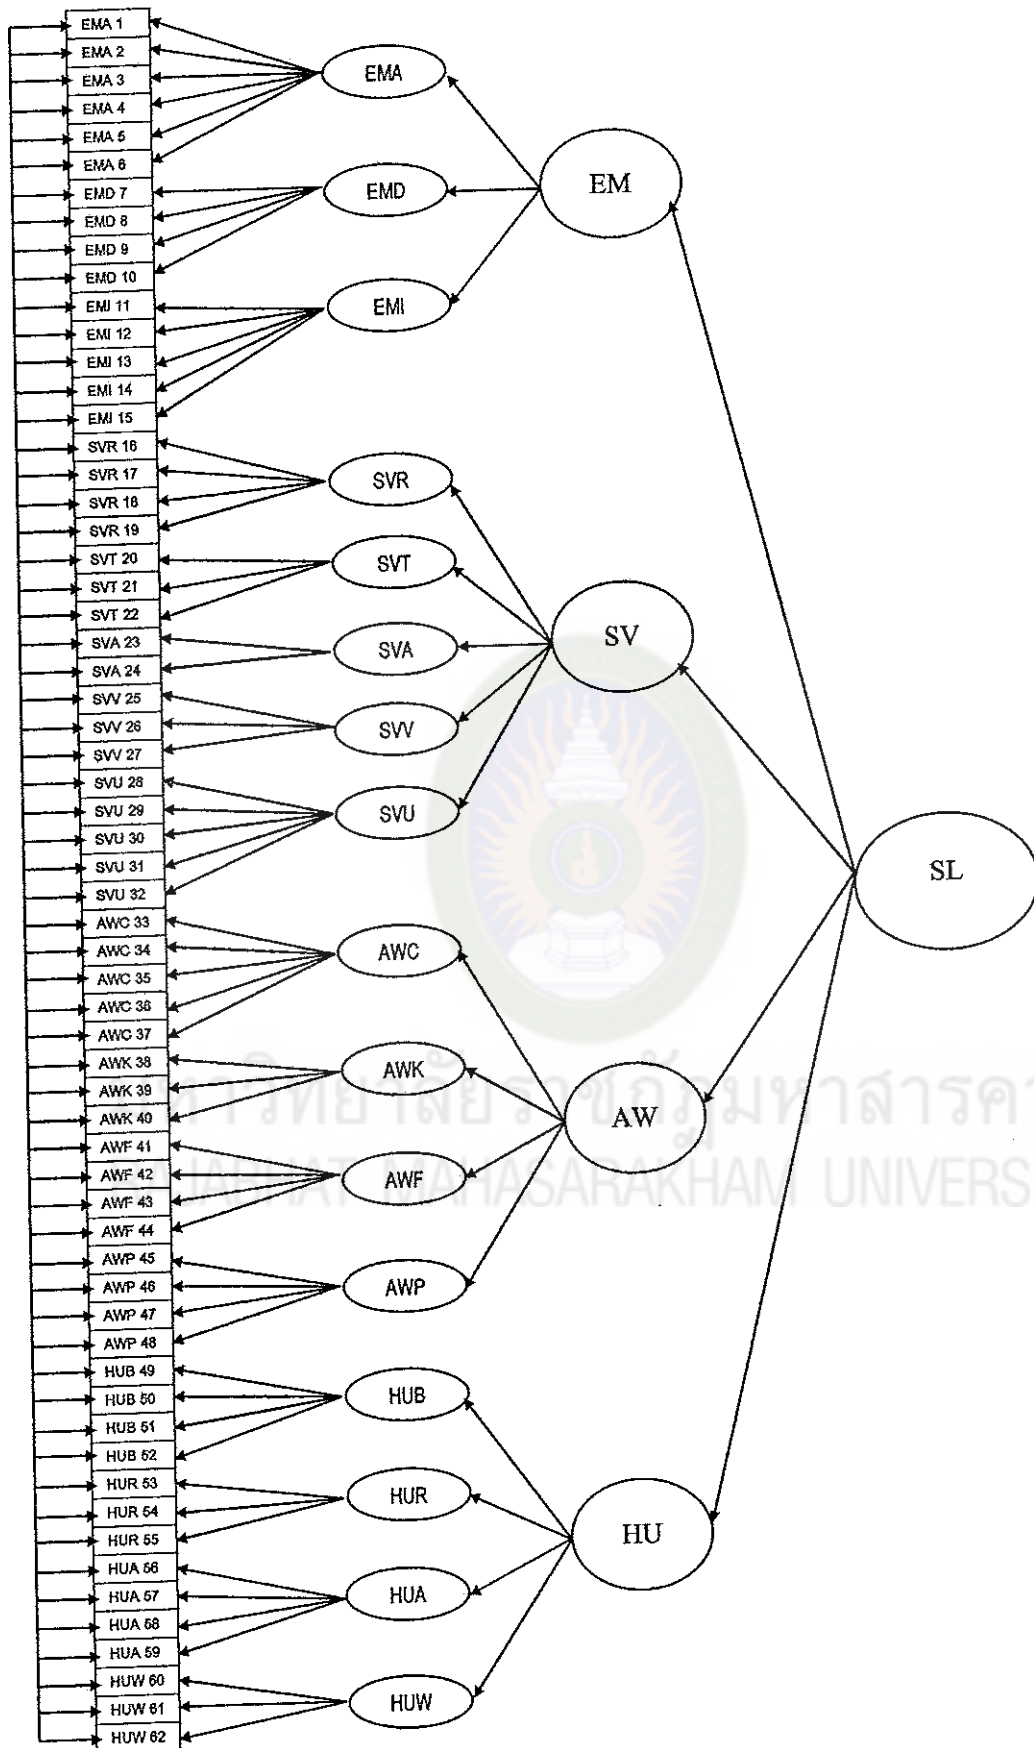 EMA 1
EMA 2
EMA 3
EMA 4
EMA 5
EMA 6
EMD 7
EMD 8
EMD 9
EMD 10
EMI 11
EMI 12
EMI 13
EMI 14
EMI 15
SVR 16
SVR 17
SVR 18
SVR 19
SVT 20
SVT 21
SVT 22
SVA 23
SVA 24
SVV 25
SVV 26
SVV 27
SVU 28
SVU 29
SVU 30
SVU 31
SVU 32
AWC 33
AWC 34
AWC 35
AWC 36
AWC 37
AWK 38
AWK 39
AWK 40
AWF 41
AWF 42
AWF 43
AWF 44
AWP 45
AWP 46
AWP 47
AWP 48
HUB 49
HUB 50
HUB 51
HUB 52
HUR 53
HUR 54
HUR 55
HUA 56
HUA 57
HUA 58
HUA 59
HUW 60
HUW 61
HUW 62
EMA
EMD
EMI
SVR
SVT
SVA
SVV
SVU
AWC
AWK
AWF
AWP
HUB
HUR
HUA
HUW
EM
SV
AW
HU
SL
MAHASARAKHAM UNIVERS